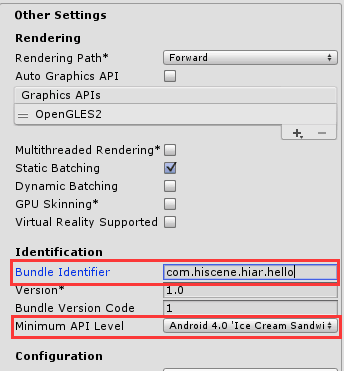 Other Settings
Rendering
Rendering Path* Forward
Auto Graphics API
Graphics APIs
OpenGLES2
Multithreaded Rendering*
Static Batching
Dynamic Batching
GPU Skinning*
Virtual Reality Supported
Identification
Bundle Identifier com.hiscene.hiar.hello
Version* 1.0
Bundle Version Code 1
Minimum API Level Android 4.0 'Ice Cream Sandwi
Configuration